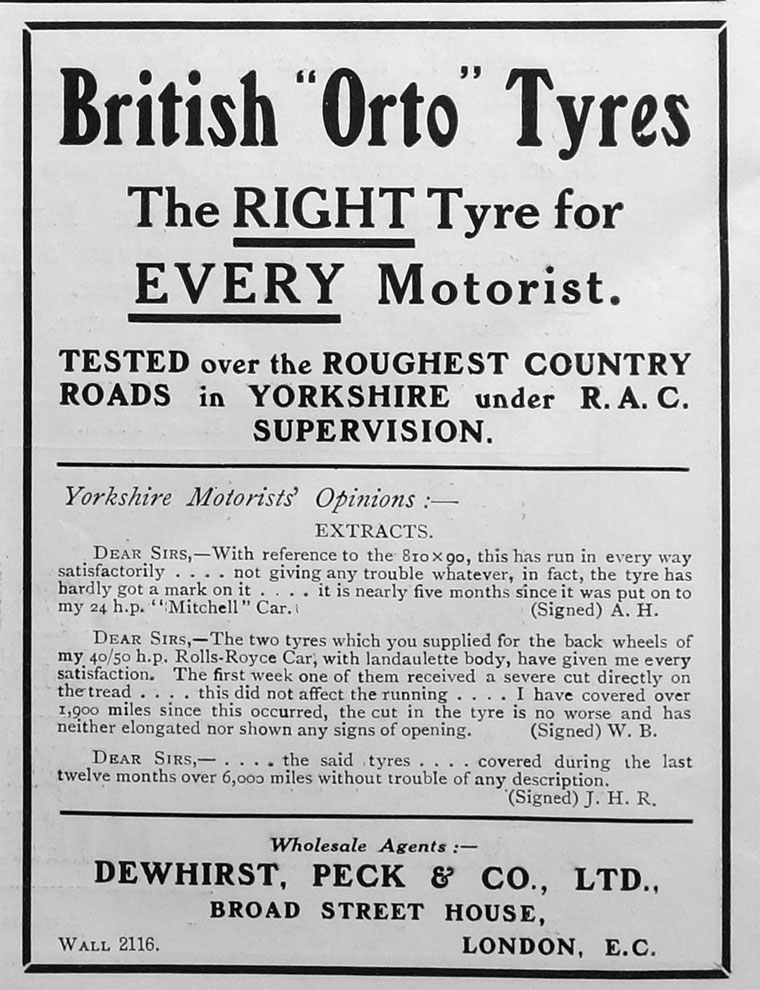 British "Orto" Tyres
The RIGHT Tyre for
EVERY Motorist.
TESTED over the ROUGHEST COUNTRY
ROADS in YORKSHIRE under R. A. C.
SUPERVISION.
Yorkshire Motorists' Opinions :—
EXTRACTS.
DEAR SIRS,—With reference to the 810×90, this has run in every way
satisfactorily . . . . not giving any trouble whatever, in fact, the tyre has
hardly got a mark on it . . . . it is nearly five months since it was put on to
my 24 h.p. "Mitchell" Car. (Signed) A. H.
DEAR SIRS,—The two tyres which you supplied for the back wheels of
my 40/50 h.p. Rolls-Royce Car, with landaulette body, have given me every
satisfaction. The first week one of them received a severe cut directly on
the tread . . . . this did not affect the running . . . . I have covered over
1,900 miles since this occurred, the cut in the tyre is no worse and has
neither elongated nor shown any signs of opening. (Signed) W. B.
DEAR SIRS,— . . . . the said tyres . . . . covered during the last
twelve months over 6,000 miles without trouble of any description.
(Signed) J. H. R.
Wholesale Agents :—
DEWHIRST, PECK & CO., LTD.,
BROAD STREET HOUSE,
WALL 2116. LONDON, E.C.